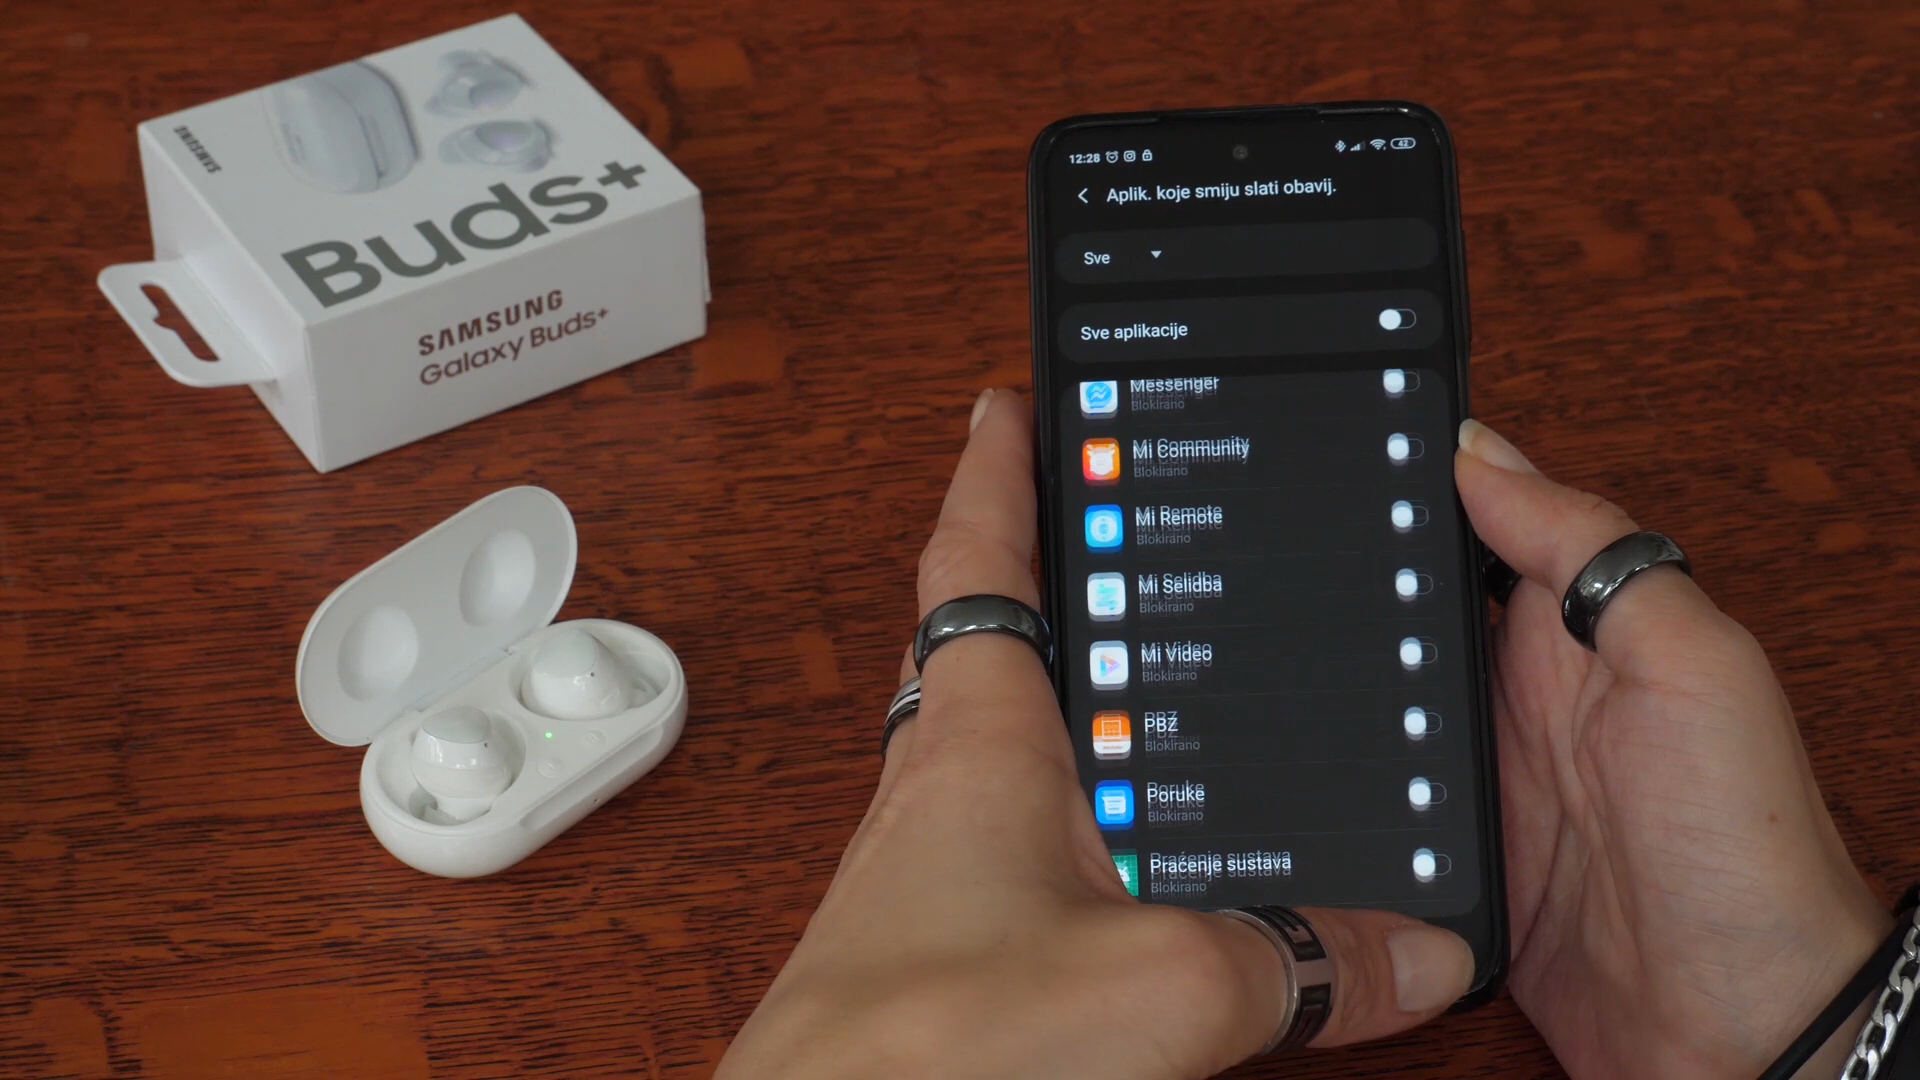 SAMSUNG
Buds+
SAMSUNG
Galaxy Buds+
12:28
42
Aplik. koje smiju slati obavij.
Sve
Sve aplikacije
Messenger
Blokirano
Mi Community
Blokirano
Mi Remote
Blokirano
Mi Selidba
Blokirano
Mi Video
Blokirano
PBZ
Blokirano
Poruke
Blokirano
Praćenje sustava
Blokirano